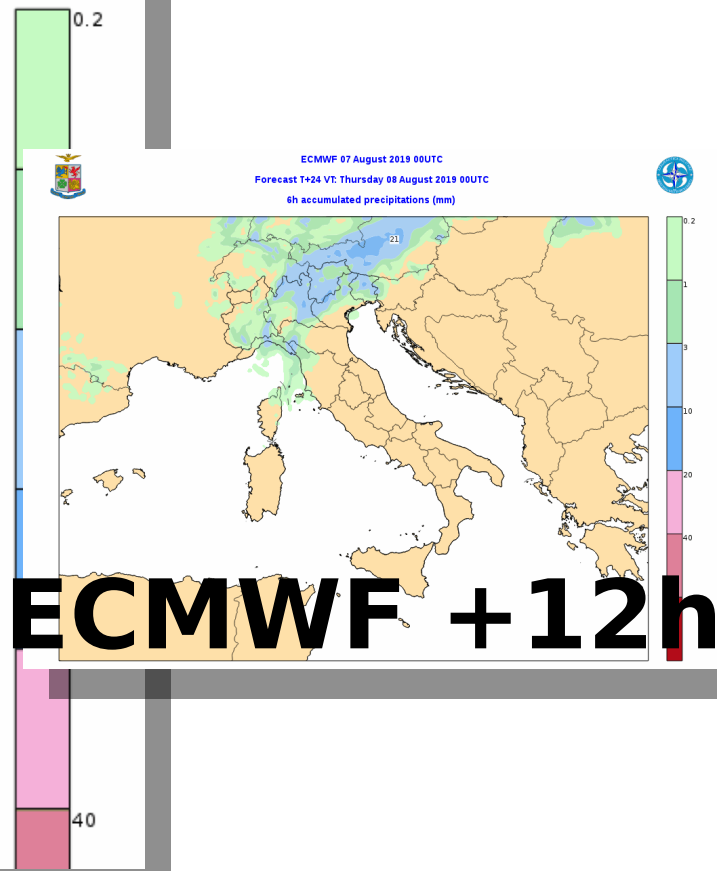 0.2
ECMWF 07 August 2019 00UTC
Forecast T+24 VT: Thursday 08 August 2019 00UTC
6h accumulated precipitations (mm)
0.2
21
1
3
10
20
40
ECMWF +12h
40